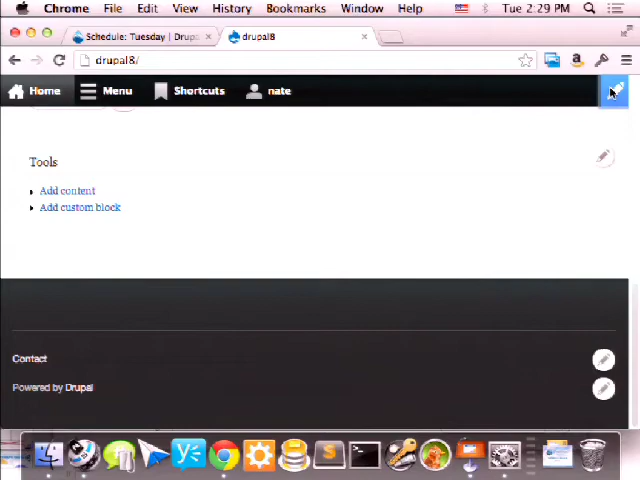 Chrome File Edit View History Bookmarks Window Help Tue 2:29 PM
Schedule: Tuesday | Drupa drupal8
drupal8/
Home Menu Shortcuts nate
Tools
Add content
Add custom block
Contact
Powered by Drupal